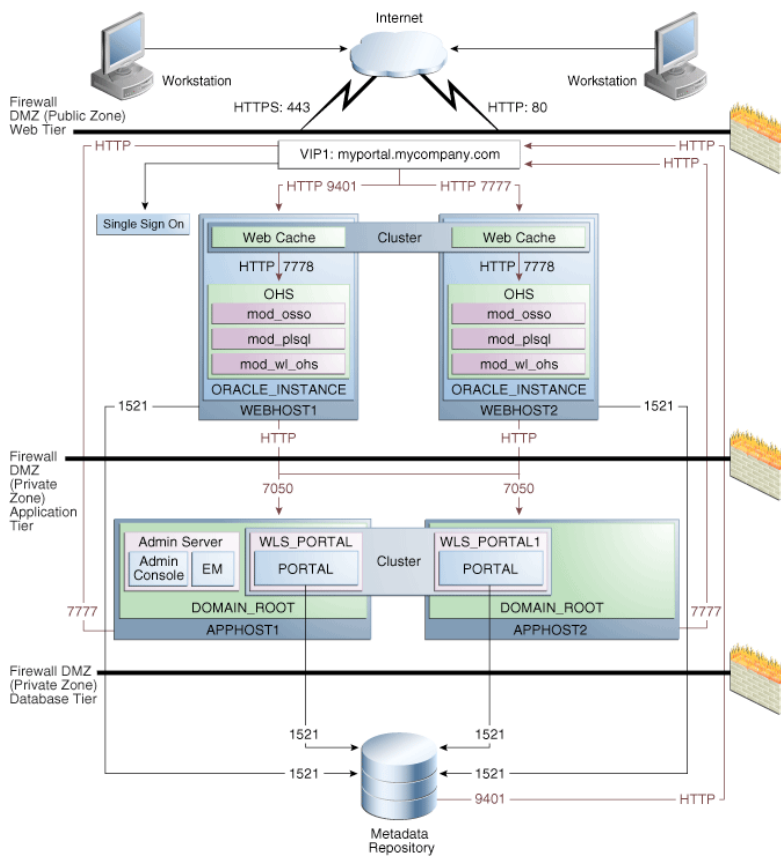 Internet
Workstation
Workstation
HTTPS: 443
HTTP: 80
Firewall
DMZ (Public Zone)
Web Tier
HTTP
VIP1: myportal.mycompany.com
HTTP
HTTP
HTTP 9401
HTTP 7777
Single Sign On
Web Cache
Cluster
Web Cache
HTTP 7778
HTTP 7778
OHS
OHS
mod_osso
mod_osso
mod_plsql
mod_plsql
mod_wl_ohs
mod_wl_ohs
ORACLE_INSTANCE
ORACLE_INSTANCE
1521
WEBHOST1
WEBHOST2
1521
HTTP
HTTP
Firewall
DMZ
(Private
Zone)
Application
Tier
7050
7050
Admin Server
Admin
Console
EM
WLS_PORTAL
PORTAL
Cluster
WLS_PORTAL1
PORTAL
DOMAIN_ROOT
DOMAIN_ROOT
7777
7777
APPHOST1
APPHOST2
Firewall DMZ
(Private Zone)
Database Tier
1521
1521
1521
1521
9401
HTTP
Metadata
Repository